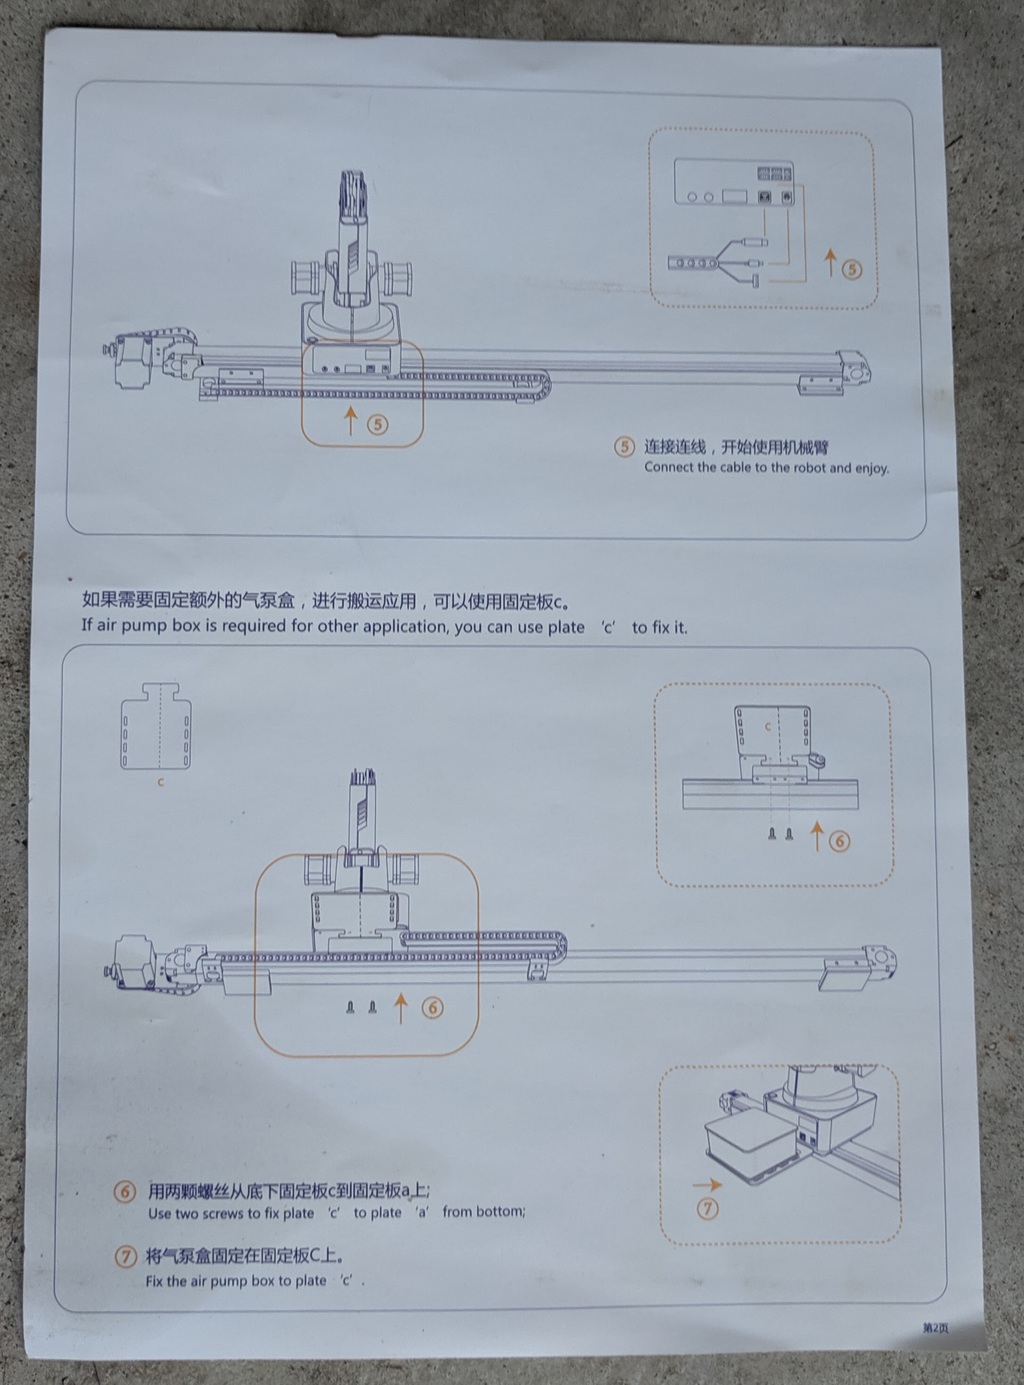 ⑤
⑤
⑤ 连接连线，开始使用机械臂
Connect the cable to the robot and enjoy.
如果需要固定额外的气泵盒，进行搬运应用，可以使用固定板c。
If air pump box is required for other application, you can use plate 'c' to fix it.
c
c
⑥
⑥
⑦
⑥ 用两颗螺丝从底下固定板c到固定板a上;
Use two screws to fix plate 'c' to plate 'a' from bottom;
⑦ 将气泵盒固定在固定板C上。
Fix the air pump box to plate 'c'.
第2页